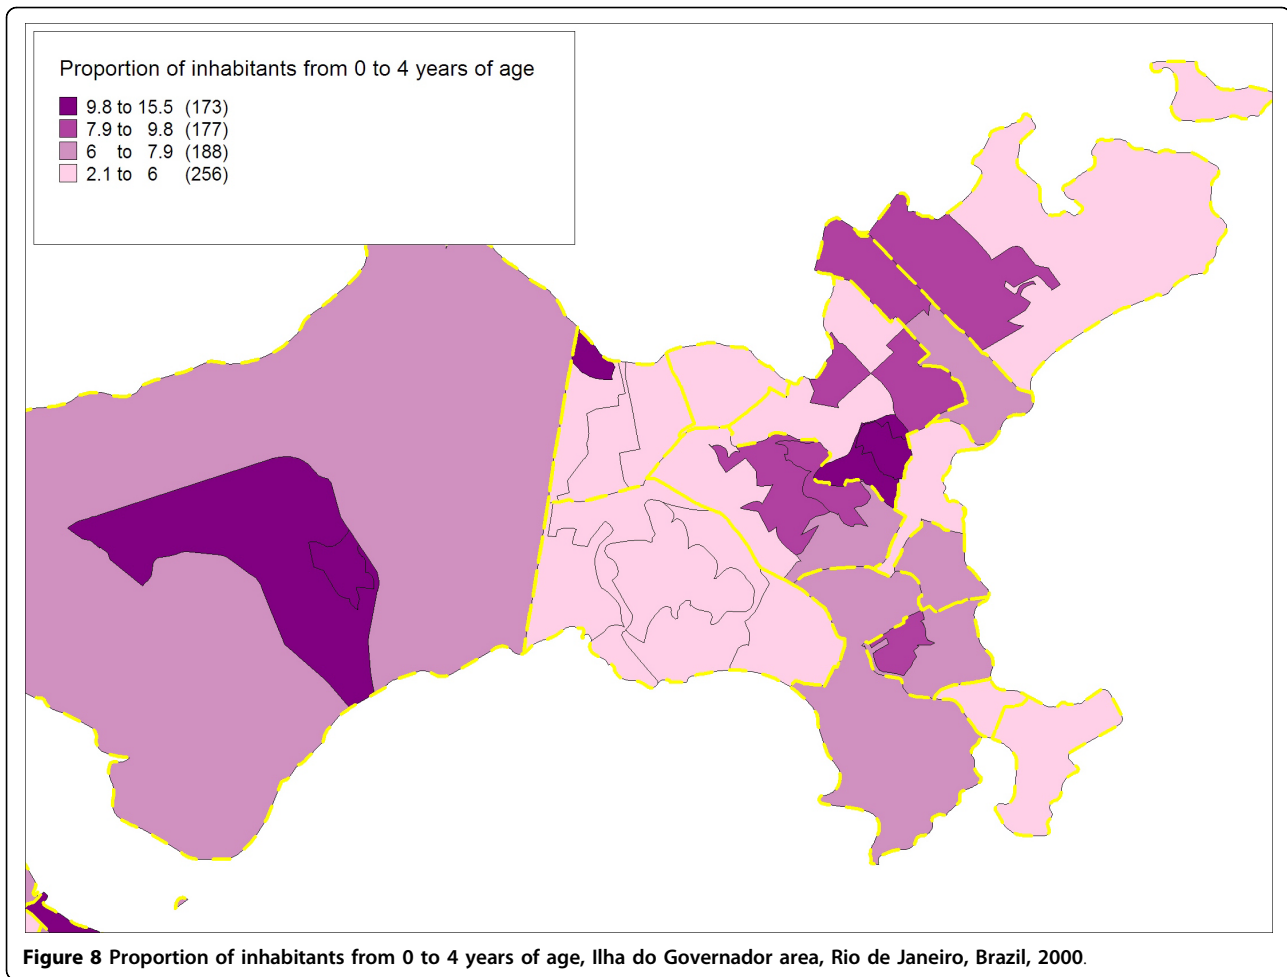 Proportion of inhabitants from 0 to 4 years of age
9.8 to 15.5 (173)
7.9 to 9.8 (177)
6 to 7.9 (188)
2.1 to 6 (256)
Figure 8 Proportion of inhabitants from 0 to 4 years of age, Ilha do Governador area, Rio de Janeiro, Brazil, 2000.